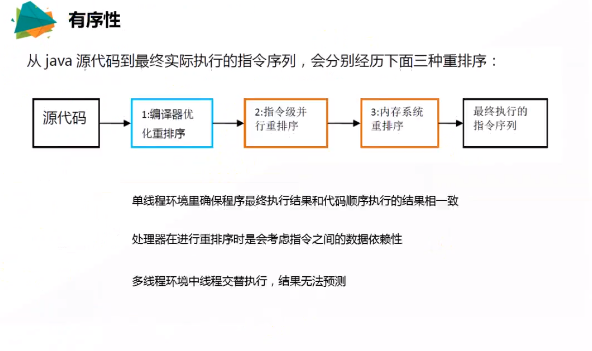 有序性
从 java 源代码到最终实际执行的指令序列，会分别经历下面三种重排序：
源代码
1:编译器优
化重排序
2:指令级并
行重排序
3:内存系统
重排序
最终执行的
指令序列
单线程环境里确保程序最终执行结果和代码顺序执行的结果相一致
处理器在进行重排序时是会考虑指令之间的数据依赖性
多线程环境中线程交替执行，结果无法预测